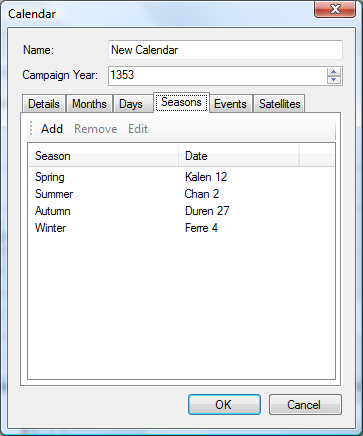 Calendar
Name: New Calendar
Campaign Year: 1353
Details Months Days Seasons Events Satellites
Add Remove Edit
Season Date
Spring Kalen 12
Summer Chan 2
Autumn Duren 27
Winter Ferre 4
OK Cancel